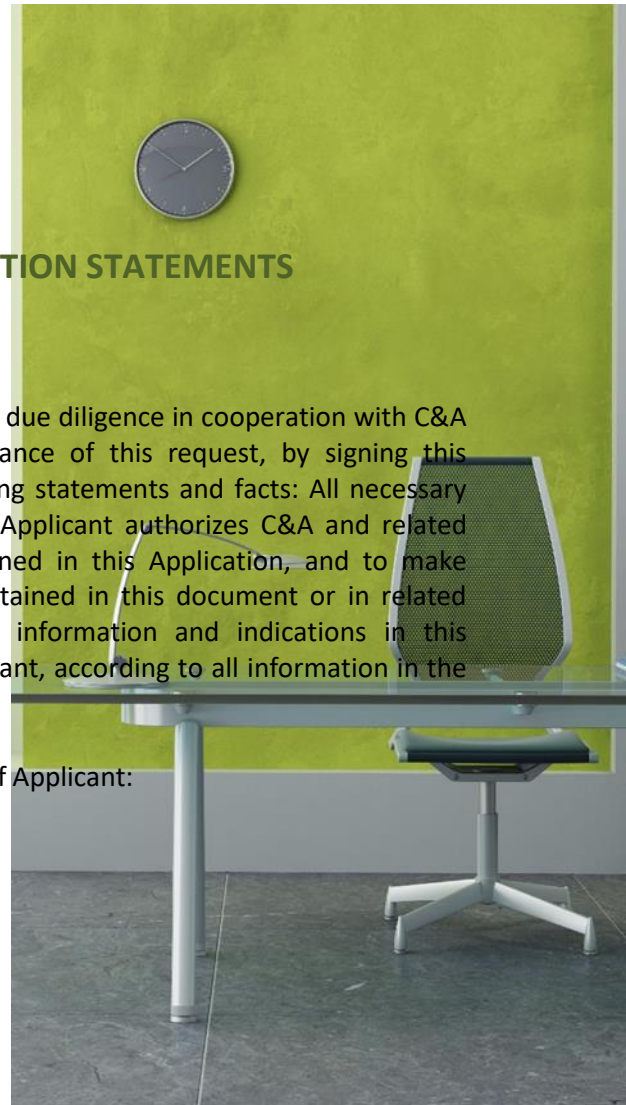 TION STATEMENTS
due diligence in cooperation with C&A
ance of this request, by signing this
ng statements and facts: All necessary
Applicant authorizes C&A and related
ned in this Application, and to make
tained in this document or in related
information and indications in this
ant, according to all information in the
f Applicant: